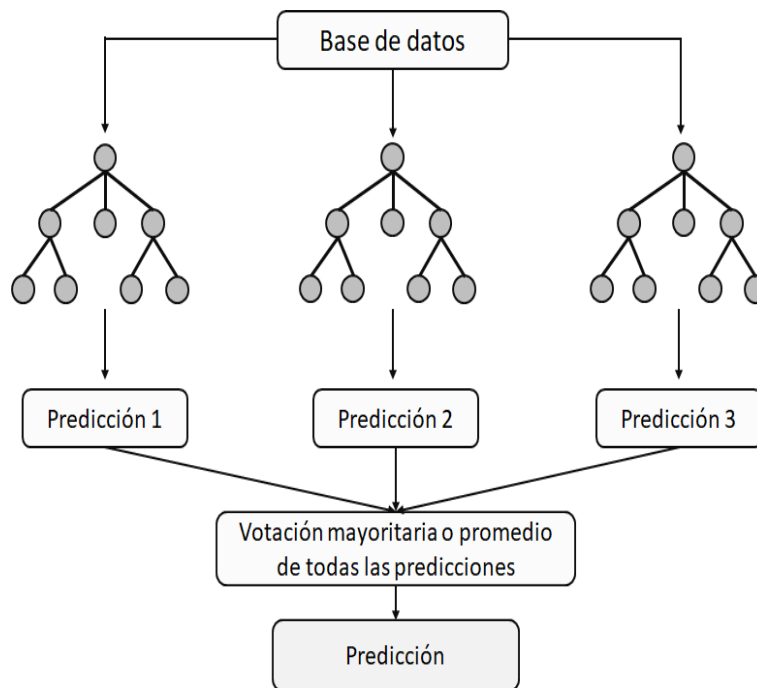 Base de datos
Predicción 1
Predicción 2
Predicción 3
Votación mayoritaria o promedio
de todas las predicciones
Predicción